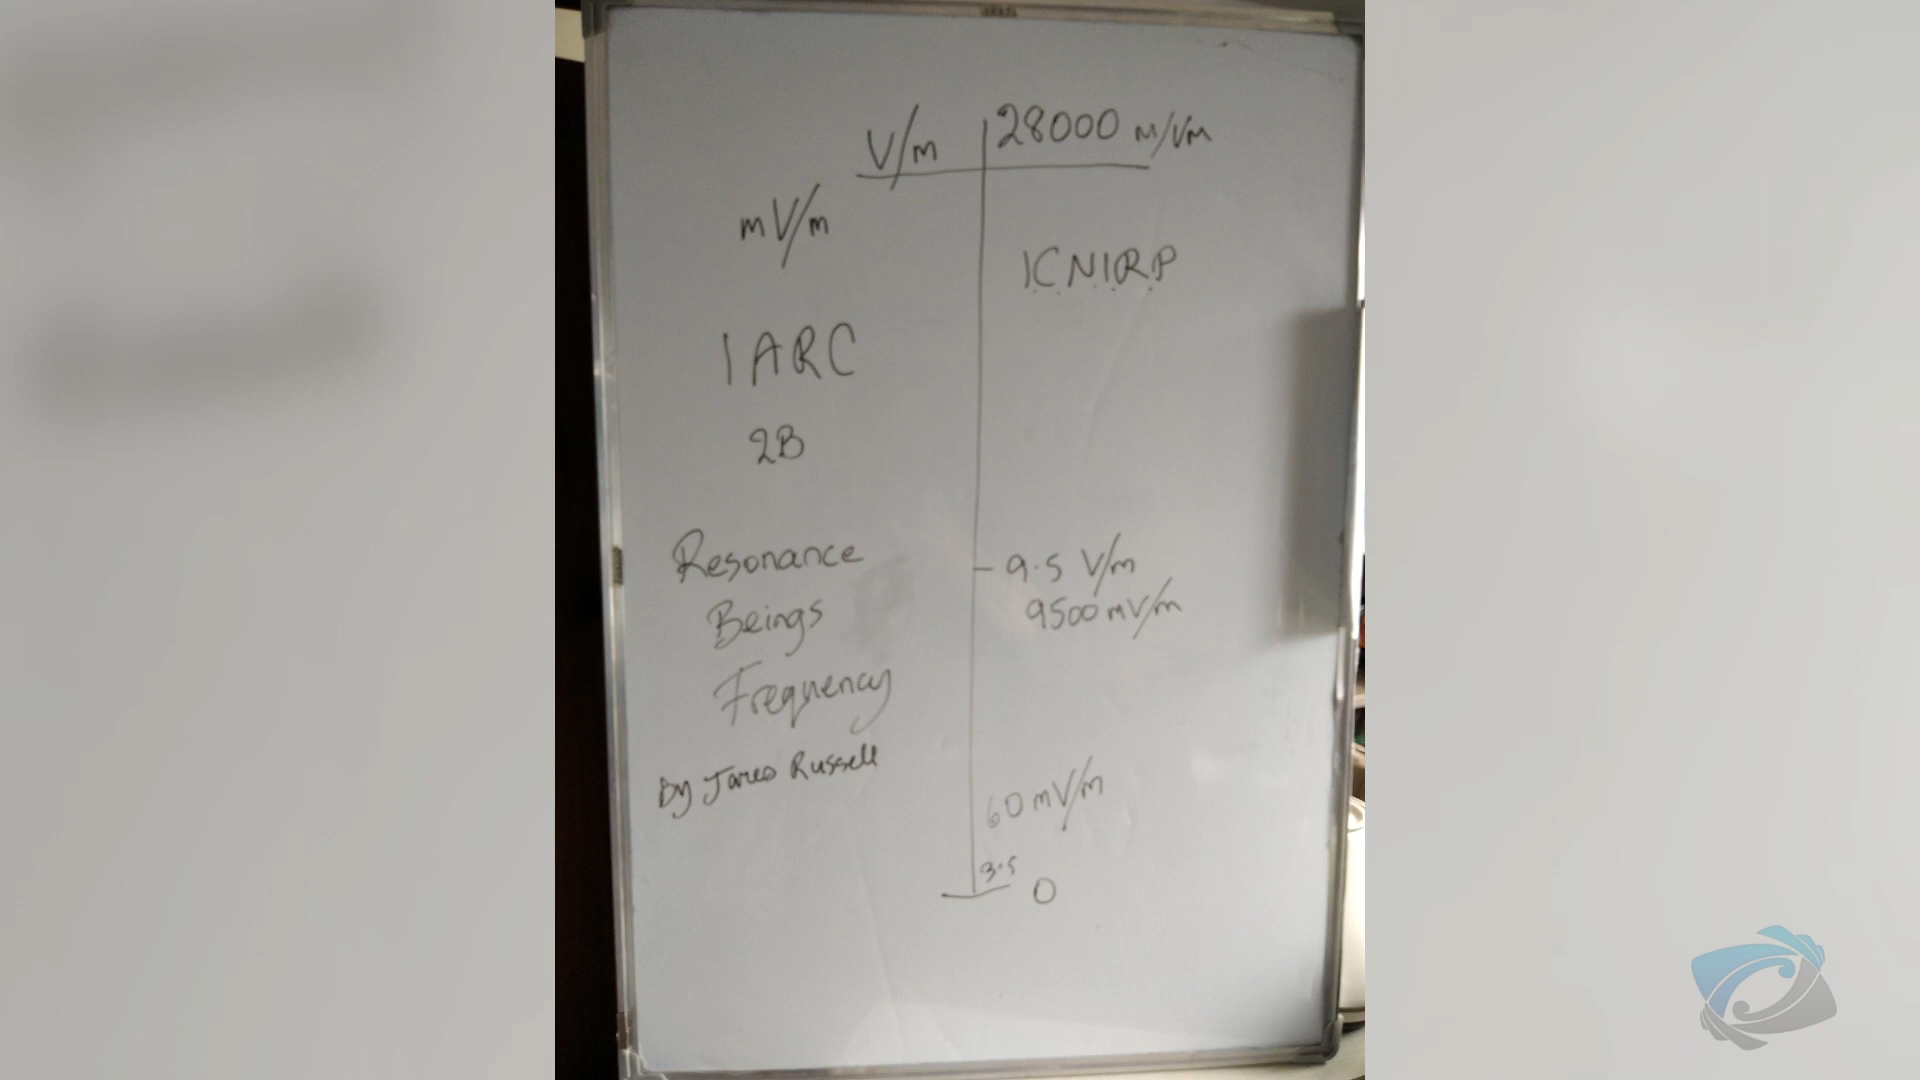 V/m 28000 m/Vm
mV/m
ICNIRP
IARC
2B
Resonance
Beings
Frequency
By James Russell
9.5 V/m
9500 mV/m
60 mV/m
3.5
0